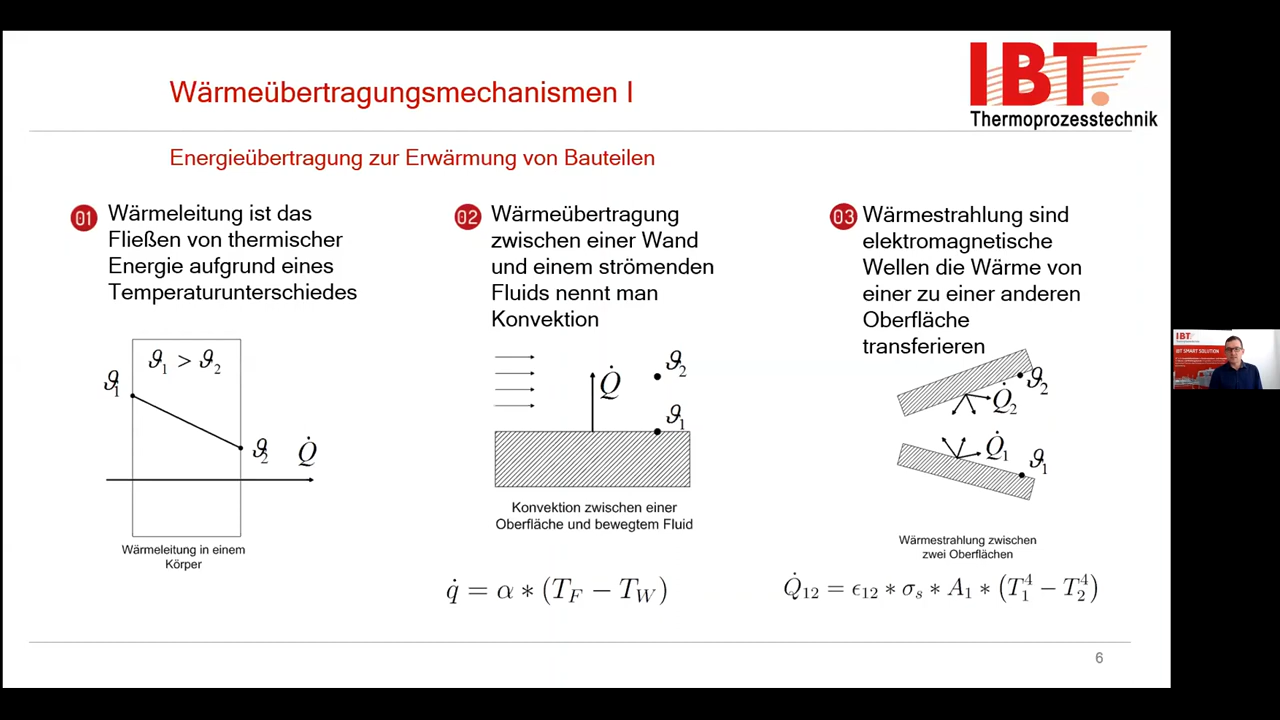 IBT.
Thermoprozesstechnik
Wärmeübertragungsmechanismen I
Energieübertragung zur Erwärmung von Bauteilen
01
Wärmeleitung ist das
Fließen von thermischer
Energie aufgrund eines
Temperaturunterschiedes
ϑ₁ > ϑ₂
ϑ₁
ϑ₂
Q̇
Wärmeleitung in einem
Körper
02
Wärmeübertragung
zwischen einer Wand
und einem strömenden
Fluids nennt man
Konvektion
Q̇
ϑ₂
ϑ₁
Konvektion zwischen einer
Oberfläche und bewegtem Fluid
q̇ = α ∗ (T_F − T_W)
03
Wärmestrahlung sind
elektromagnetische
Wellen die Wärme von
einer zu einer anderen
Oberfläche
transferieren
ϑ₂
Q̇₂
Q̇₁
ϑ₁
Wärmestrahlung zwischen
zwei Oberflächen
Q̇₁₂ = ϵ₁₂ ∗ σₛ ∗ A₁ ∗ (T₁⁴ − T₂⁴)
6
IBT.
IBT SMART SOLUTION